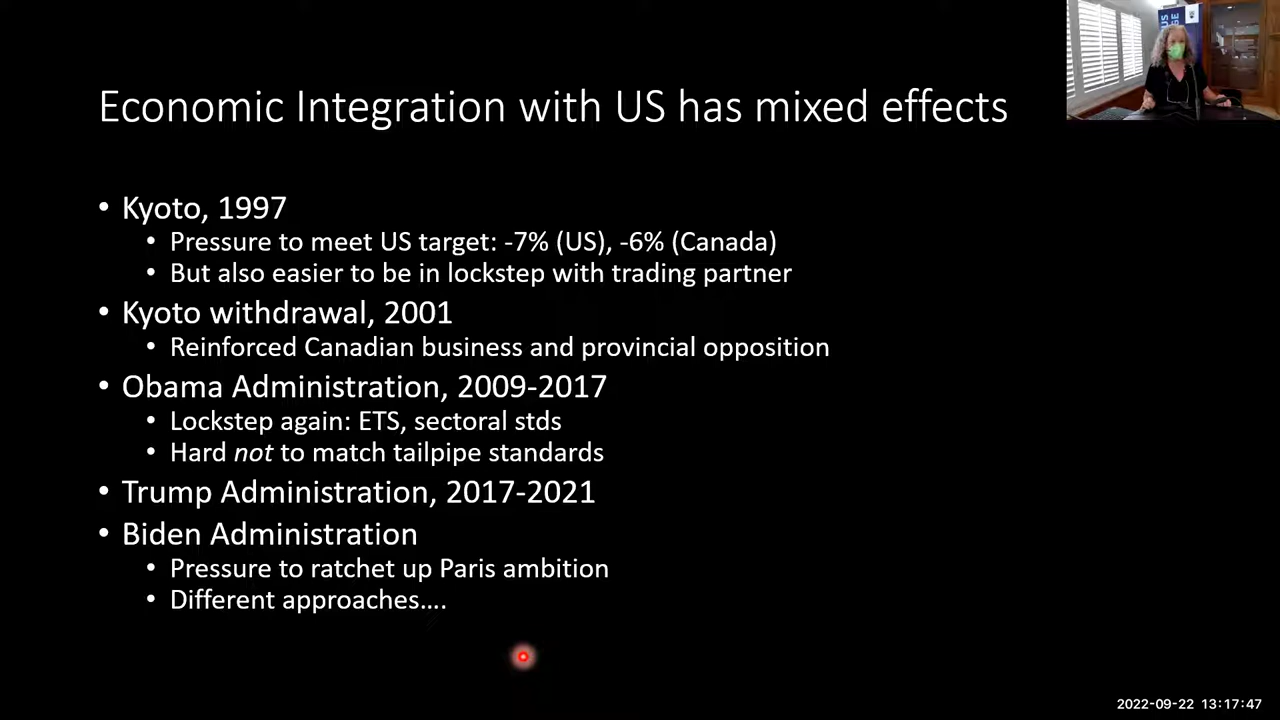 Economic Integration with US has mixed effects
• Kyoto, 1997
• Pressure to meet US target: -7% (US), -6% (Canada)
• But also easier to be in lockstep with trading partner
• Kyoto withdrawal, 2001
• Reinforced Canadian business and provincial opposition
• Obama Administration, 2009-2017
• Lockstep again: ETS, sectoral stds
• Hard not to match tailpipe standards
• Trump Administration, 2017-2021
• Biden Administration
• Pressure to ratchet up Paris ambition
• Different approaches….
2022-09-22 13:17:47